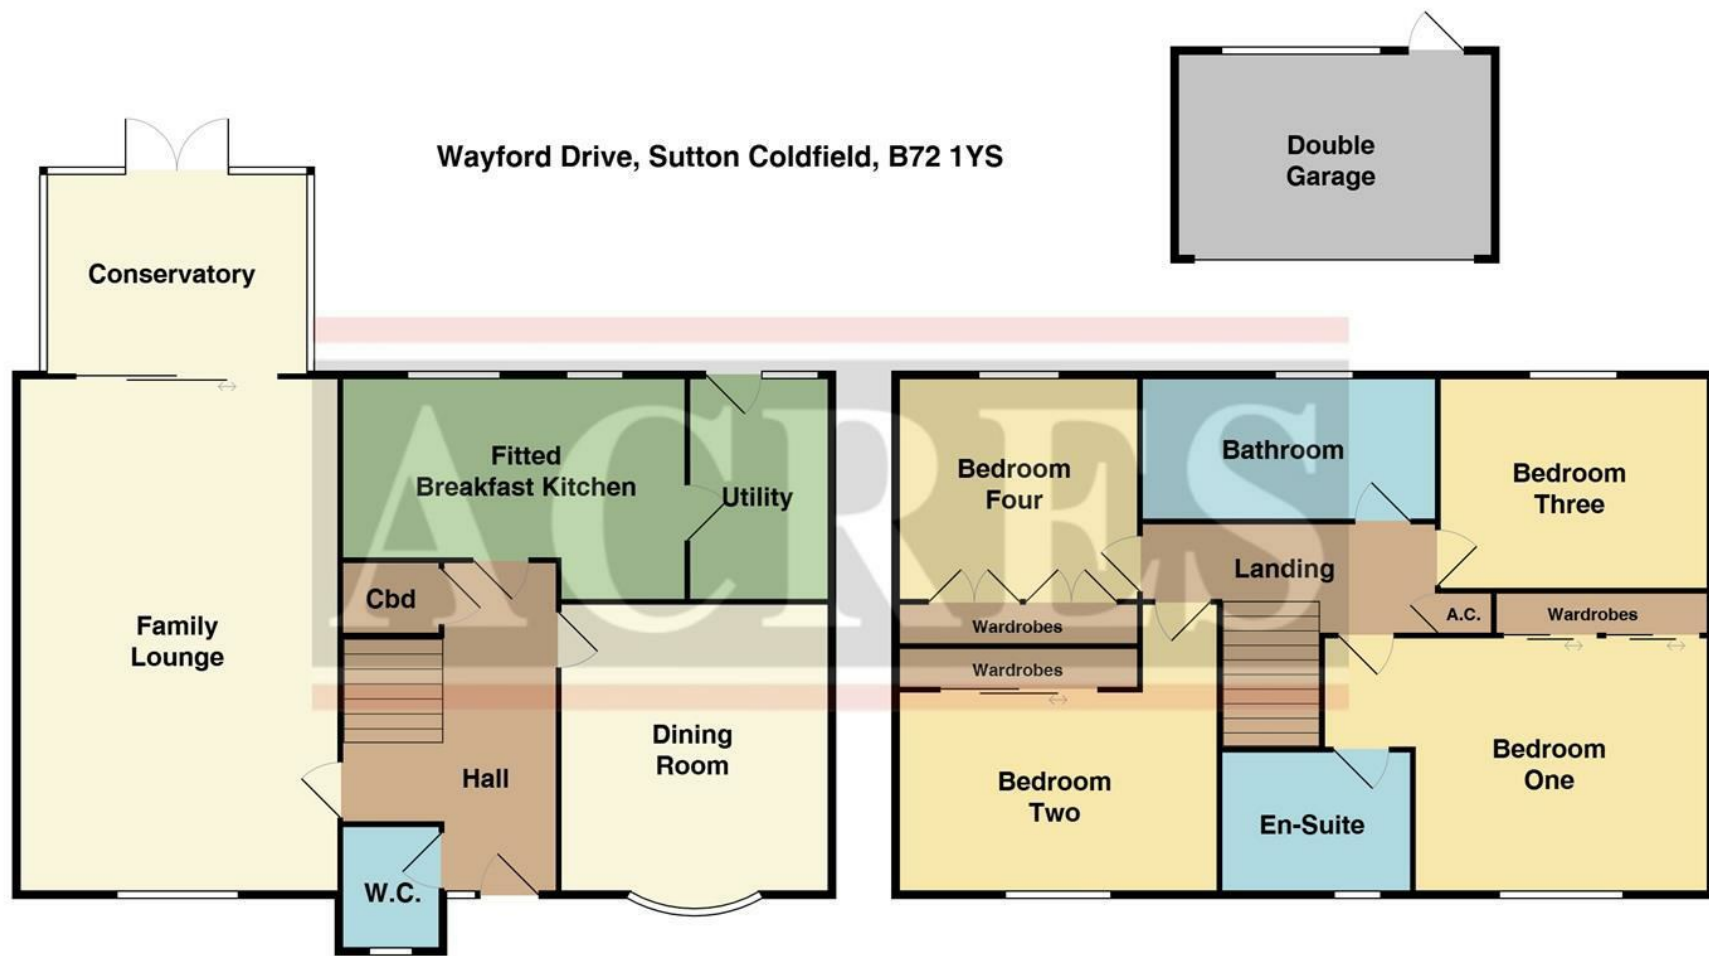 Wayford Drive, Sutton Coldfield, B72 1YS
Double
Garage
Conservatory
ACRES
Fitted
Breakfast Kitchen
Utility
Cbd
Family
Lounge
Dining
Room
Hall
W.C.
Bedroom
Four
Bathroom
Bedroom
Three
Landing
A.C.
Wardrobes
Wardrobes
Wardrobes
Bedroom
Two
En-Suite
Bedroom
One